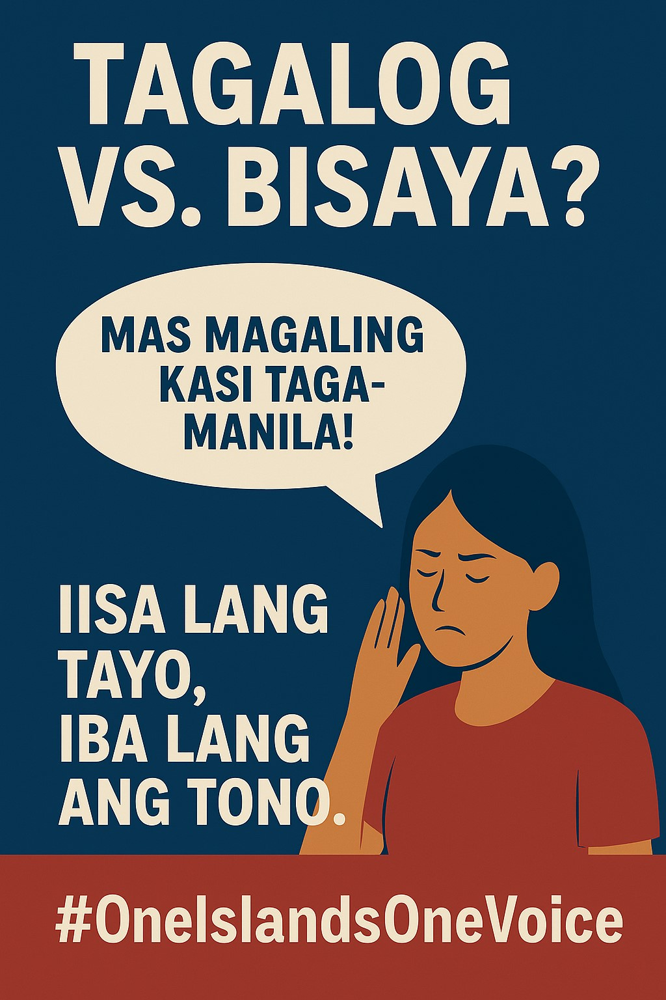 TAGALOG
VS. BISAYA?
MAS MAGALING
KASI TAGA-
MANILA!
IISA LANG
TAYO,
IBA LANG
ANG TONO.
#OneIslandsOneVoice